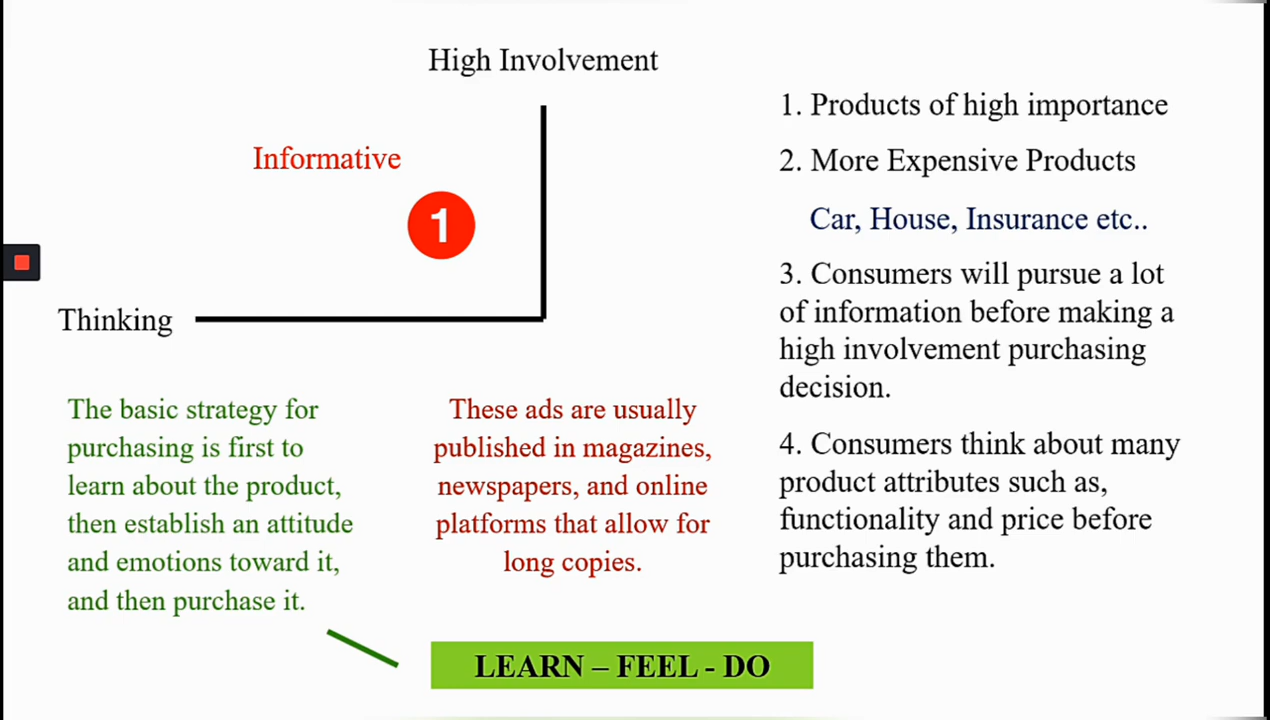 High Involvement
Informative
1
Thinking
1. Products of high importance
2. More Expensive Products
Car, House, Insurance etc..
3. Consumers will pursue a lot
of information before making a
high involvement purchasing
decision.
4. Consumers think about many
product attributes such as,
functionality and price before
purchasing them.
The basic strategy for
purchasing is first to
learn about the product,
then establish an attitude
and emotions toward it,
and then purchase it.
These ads are usually
published in magazines,
newspapers, and online
platforms that allow for
long copies.
LEARN – FEEL - DO